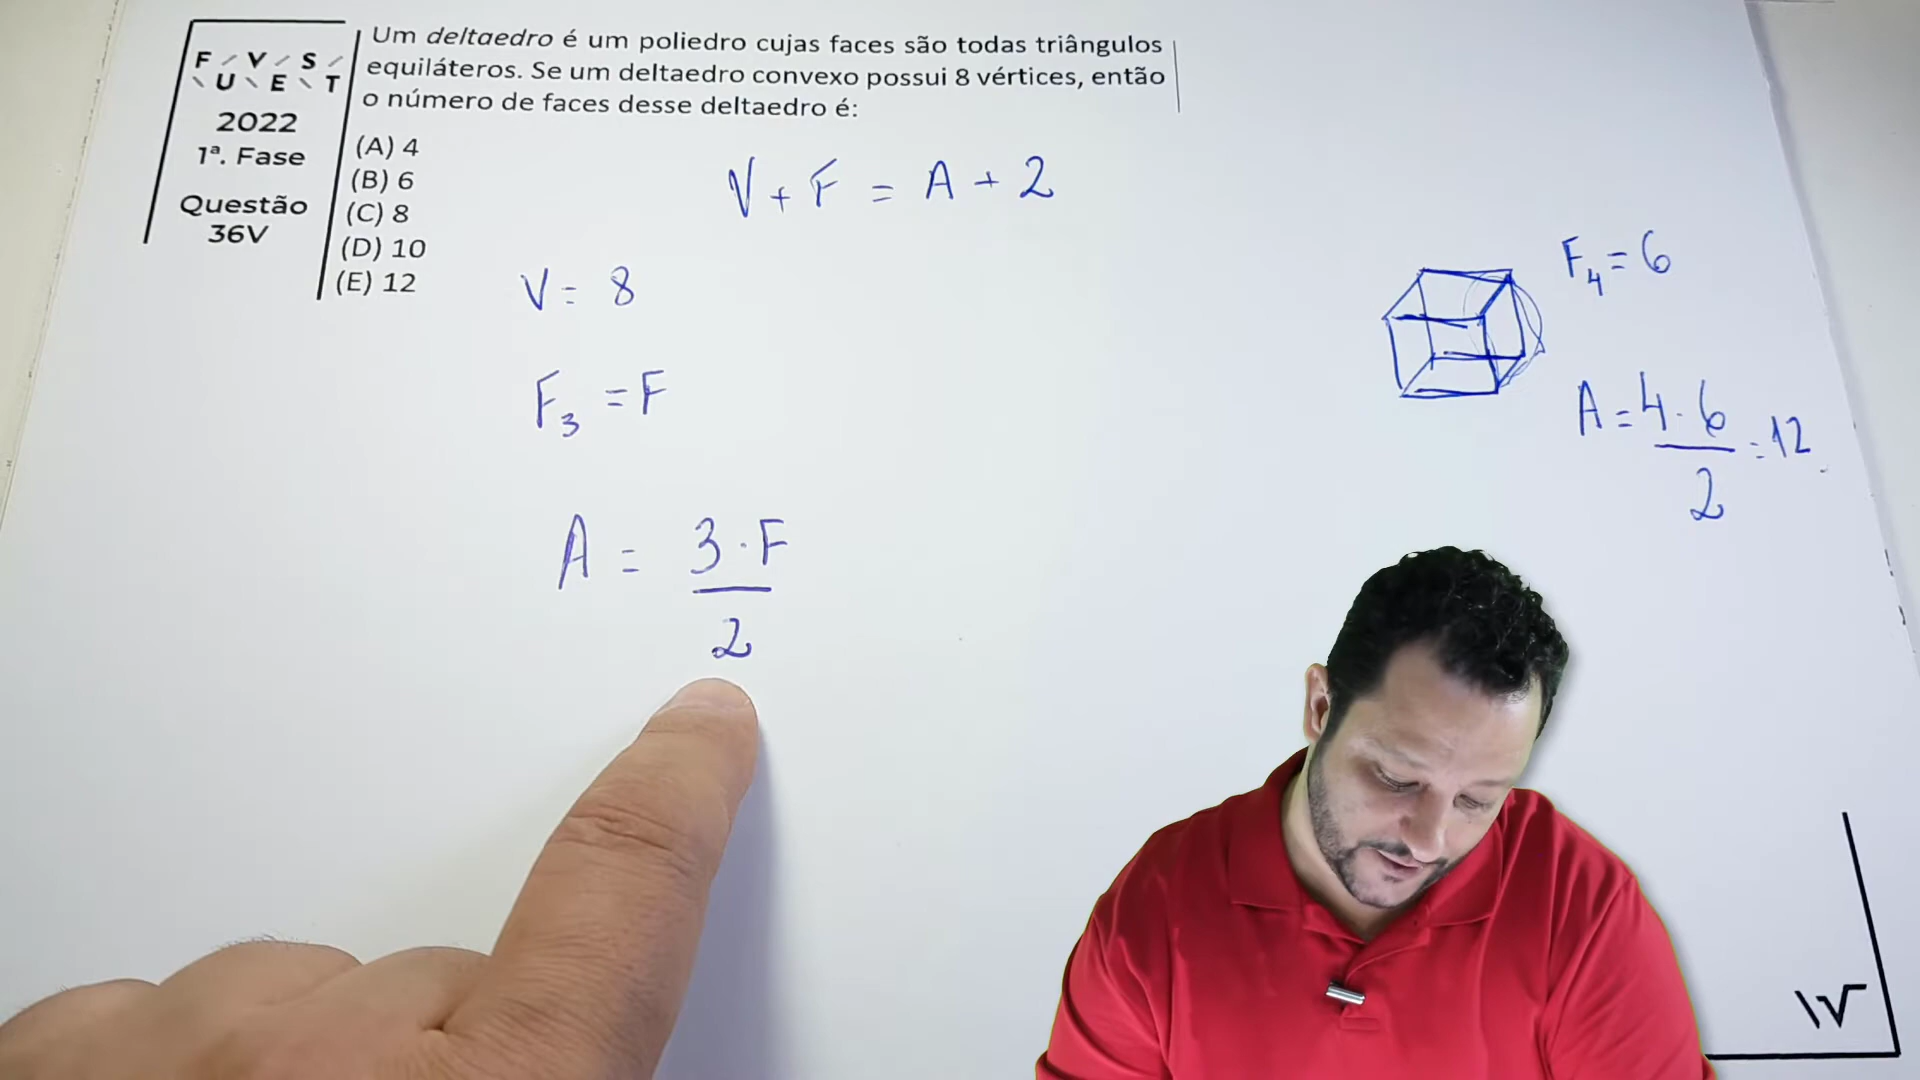 F V S
U E T
2022
1ª. Fase
Questão
36V
Um deltaedro é um poliedro cujas faces são todas triângulos
equiláteros. Se um deltaedro convexo possui 8 vértices, então
o número de faces desse deltaedro é:
(A) 4
(B) 6
(C) 8
(D) 10
(E) 12
V + F = A + 2
V = 8
F₃ = F
A = 3 · F
2
F₄ = 6
A = 4 · 6 = 12
2